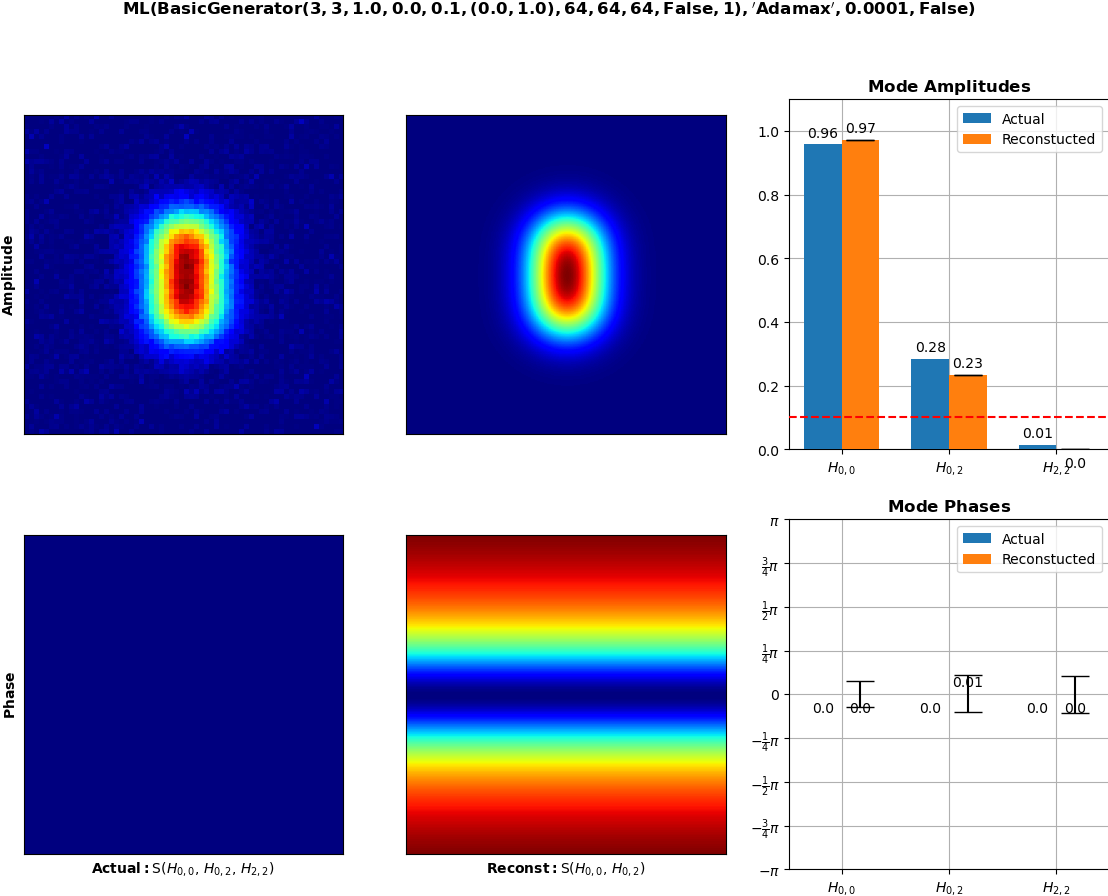 ML(BasicGenerator(3, 3, 1.0, 0.0, 0.1, (0.0, 1.0), 64, 64, 64, False, 1), ′Adamax′, 0.0001, False)
Amplitude
Mode Amplitudes
Actual
Reconstucted
1.0
0.8
0.6
0.4
0.2
0.0
0.96
0.97
0.28
0.23
0.01
0.0
H0,0
H0,2
H2,2
Phase
Actual: S(H0,0, H0,2, H2,2)
Reconst: S(H0,0, H0,2)
Mode Phases
Actual
Reconstucted
π
3/4π
1/2π
1/4π
0
−1/4π
−1/2π
−3/4π
−π
0.0
0.0
0.0
0.01
0.0
0.0
H0,0
H0,2
H2,2